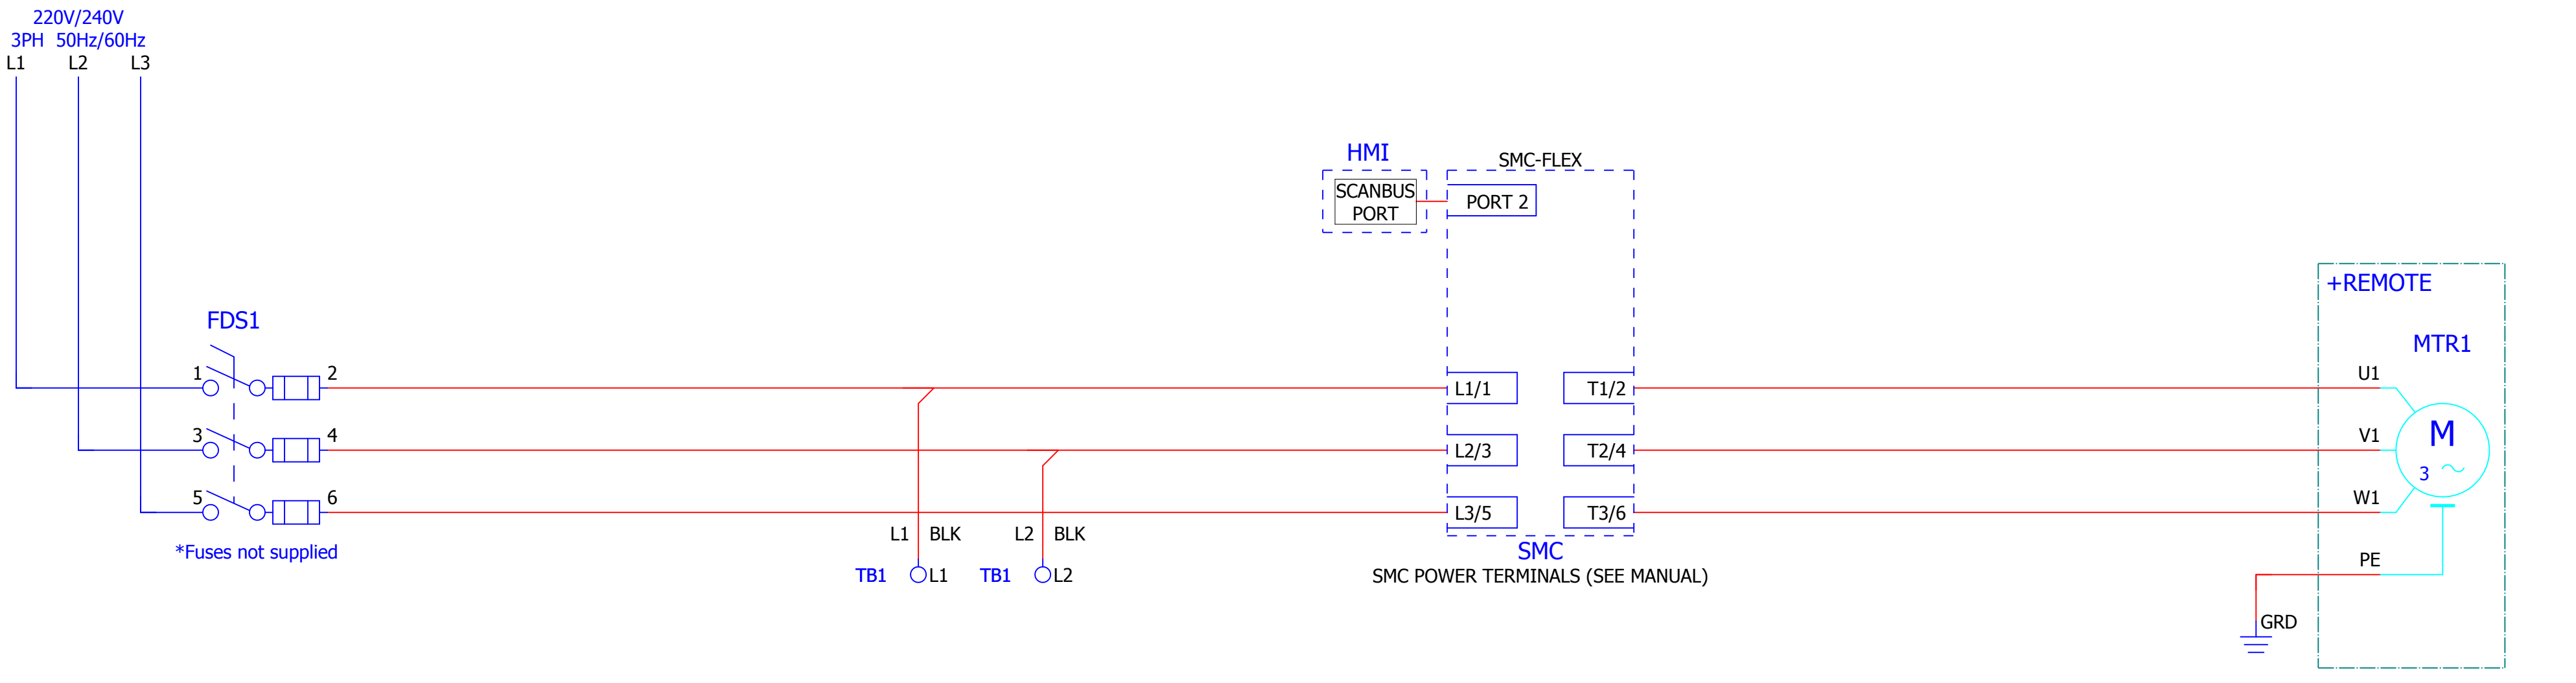 220V/240V
3PH 50Hz/60Hz
L1 L2 L3
HMI
SMC-FLEX
SCANBUS
PORT
PORT 2
+REMOTE
FDS1
MTR1
1 2
L1/1 T1/2
U1
3 4
L2/3 T2/4
V1
M
3
5 6
L3/5 T3/6
W1
L1 BLK L2 BLK
*Fuses not supplied
SMC
PE
TB1 L1 TB1 L2
SMC POWER TERMINALS (SEE MANUAL)
GRD